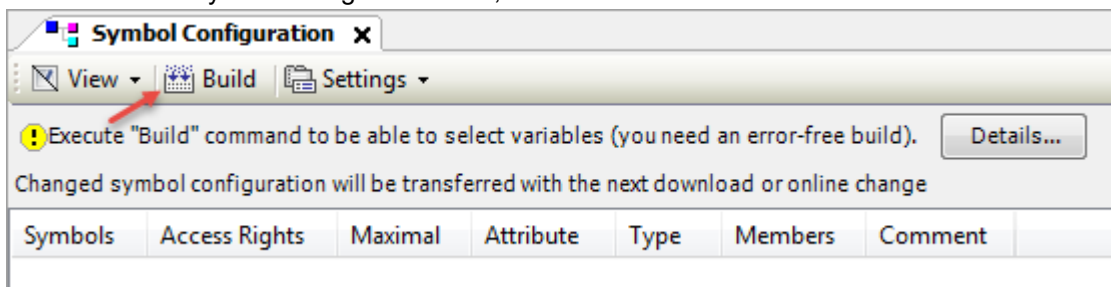 Symbol Configuration x
View Build Settings
Execute "Build" command to be able to select variables (you need an error-free build). Details...
Changed symbol configuration will be transferred with the next download or online change
Symbols Access Rights Maximal Attribute Type Members Comment